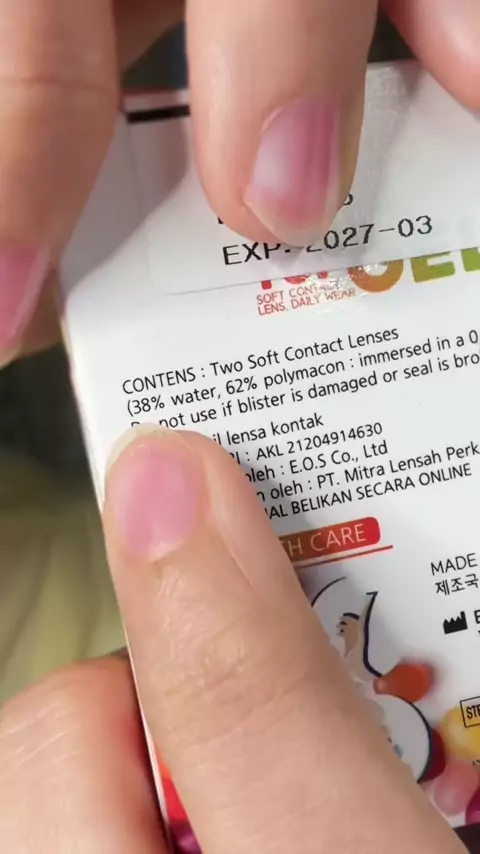 EXP. 2027-03
SOFT CONTACT
LENS, DAILY WEAR
CONTENS : Two Soft Contact Lenses
(38% water, 62% polymacon : immersed in a 0
not use if blister is damaged or seal is bro
lensa kontak
: AKL 21204914630
oleh : E.O.S Co., Ltd
oleh : PT. Mitra Lensah Perk
BELIKAN SECARA ONLINE
CARE
MADE
제조국